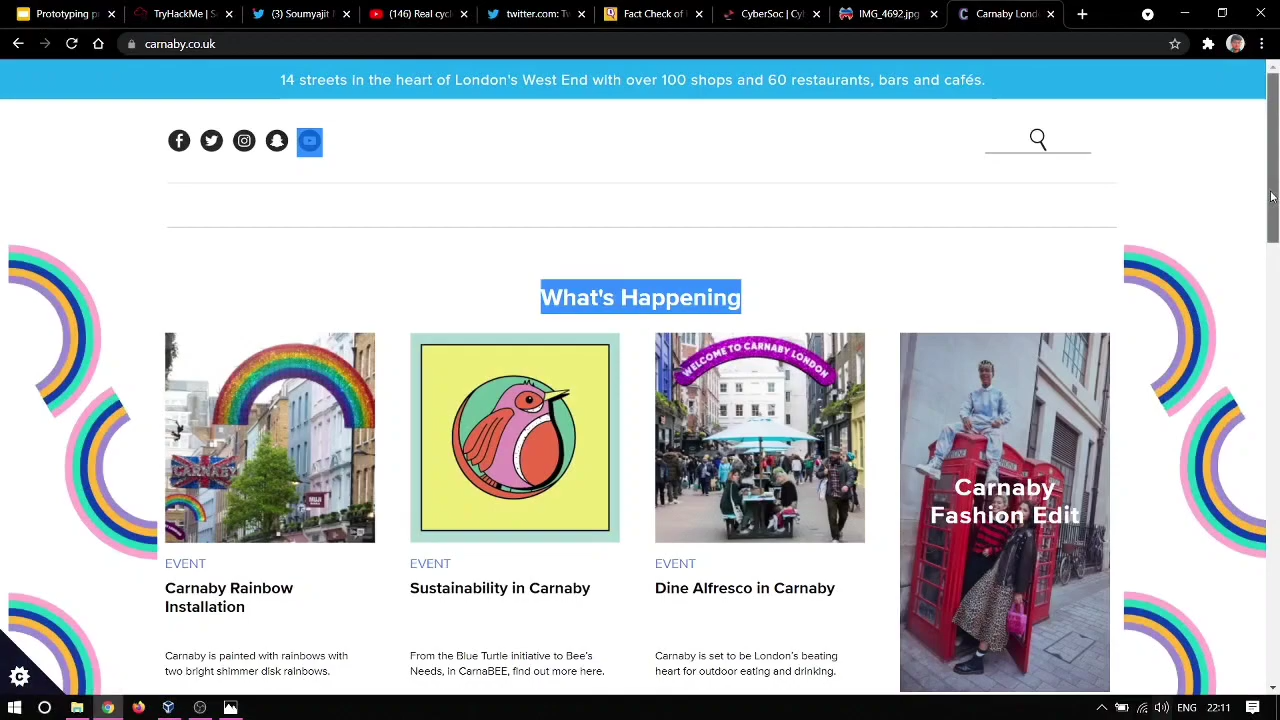 Prototyping p
TryHackMe | S
(3) Soumyajit
(146) Real cycl
twitter.com: Tw
Fact Check of
CyberSoc | Cyl
IMG_4692.jpg
Carnaby Lond
carnaby.co.uk
14 streets in the heart of London's West End with over 100 shops and 60 restaurants, bars and cafés.
What's Happening
CARNABY
MUJI
WELCOME TO CARNABY LONDON
Carnaby
Fashion Edit
EVENT
Carnaby Rainbow
Installation
Carnaby is painted with rainbows with
two bright shimmer disk rainbows.
EVENT
Sustainability in Carnaby
From the Blue Turtle initiative to Bee's
Needs, in CarnaBEE, find out more here.
EVENT
Dine Alfresco in Carnaby
Carnaby is set to be London's beating
heart for outdoor eating and drinking.
ENG
22:11